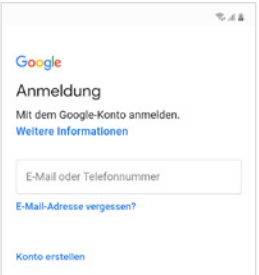 Google
Anmeldung
Mit dem Google-Konto anmelden.
Weitere Informationen
E-Mail oder Telefonnummer
E-Mail-Adresse vergessen?
Konto erstellen